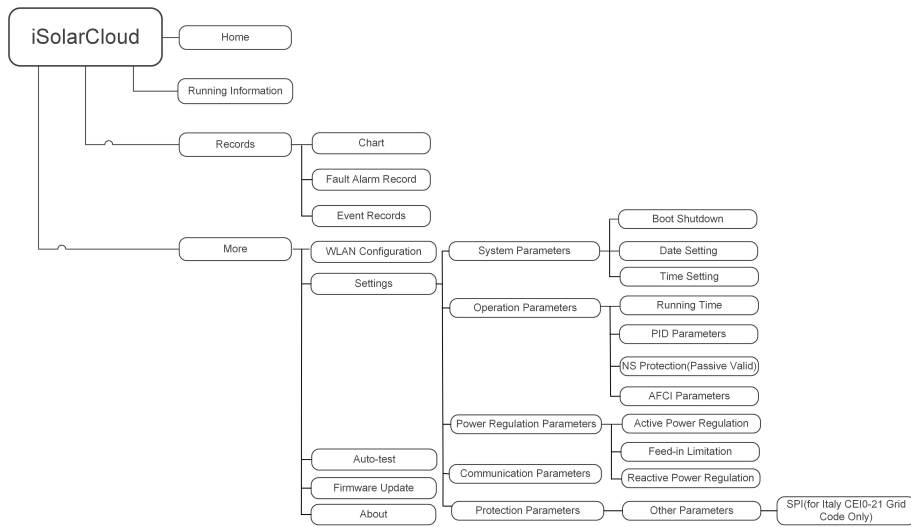 iSolarCloud
Home
Running Information
Records
Chart
Fault Alarm Record
Event Records
More
WLAN Configuration
Settings
System Parameters
Boot Shutdown
Date Setting
Time Setting
Operation Parameters
Running Time
PID Parameters
NS Protection(Passive Valid)
AFCI Parameters
Power Regulation Parameters
Active Power Regulation
Feed-in Limitation
Reactive Power Regulation
Communication Parameters
Protection Parameters
Other Parameters
SPI(for Italy CEI0-21 Grid
Code Only)
Auto-test
Firmware Update
About